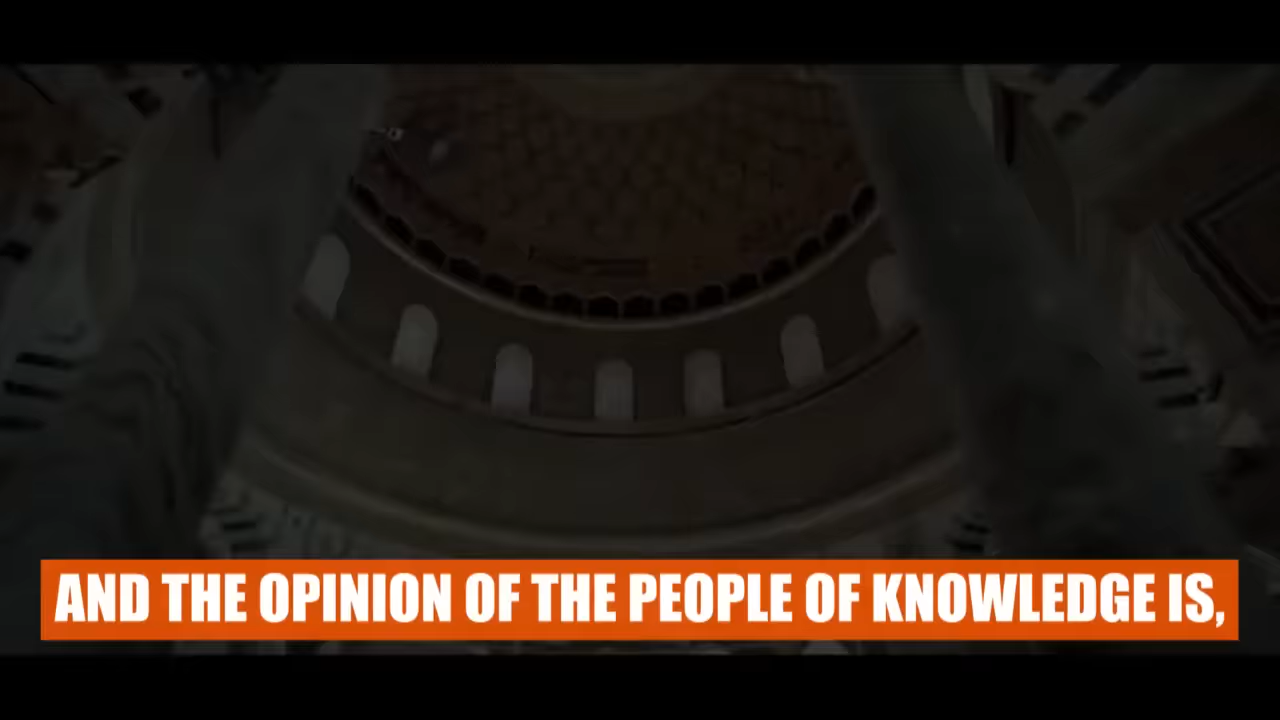 AND THE OPINION OF THE PEOPLE OF KNOWLEDGE IS,